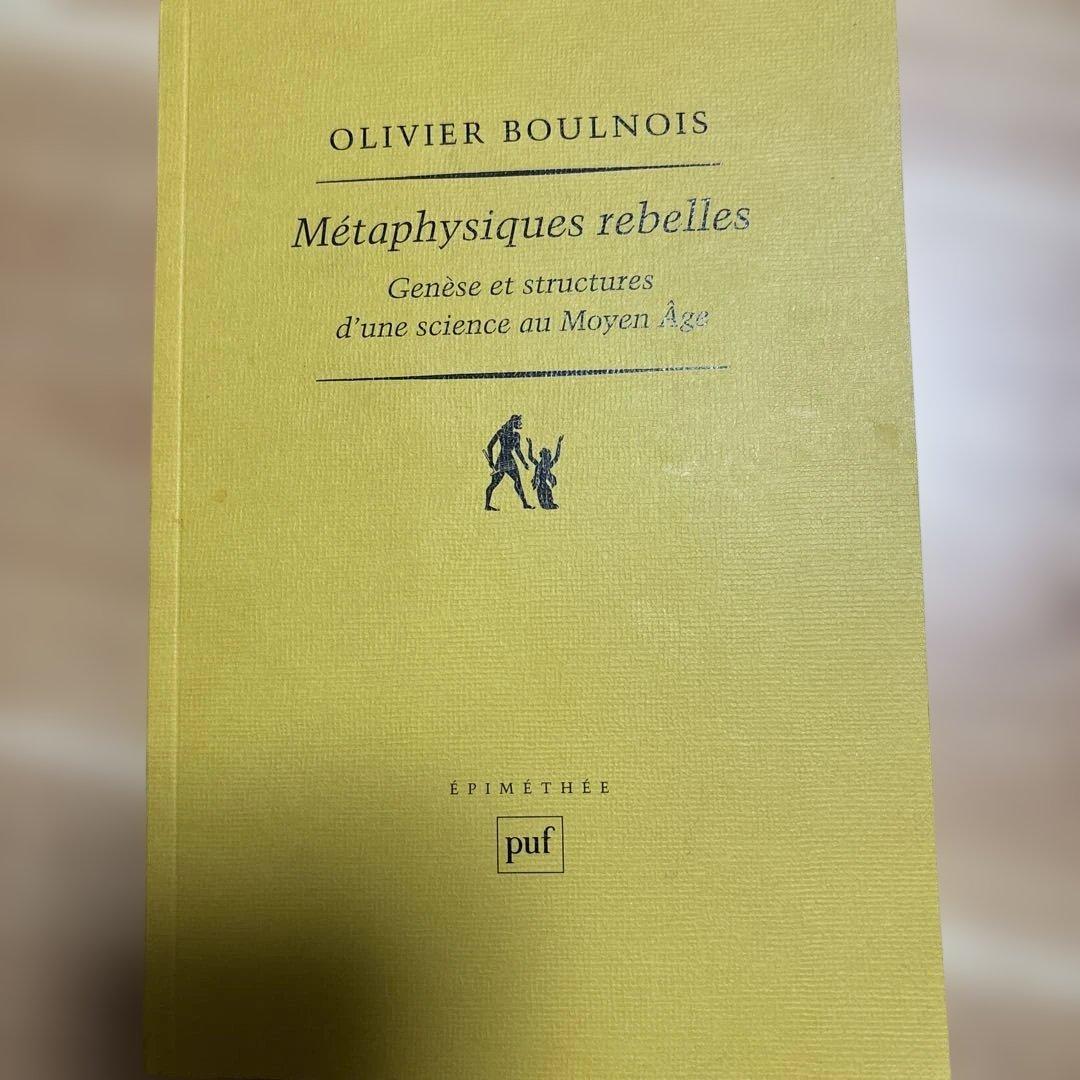 OLIVIER BOULNOIS
Métaphysiques rebelles
Genèse et structures
d’une science au Moyen Âge
ÉPIMÉTHÉE
puf